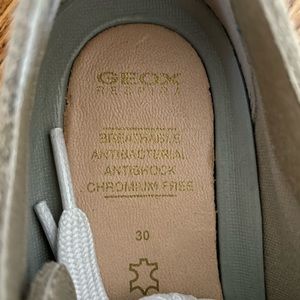 GEOX
RESPIRA
BREATHABLE
ANTIBACTERIAL
ANTISHOCK
CHROMIUM FREE
30